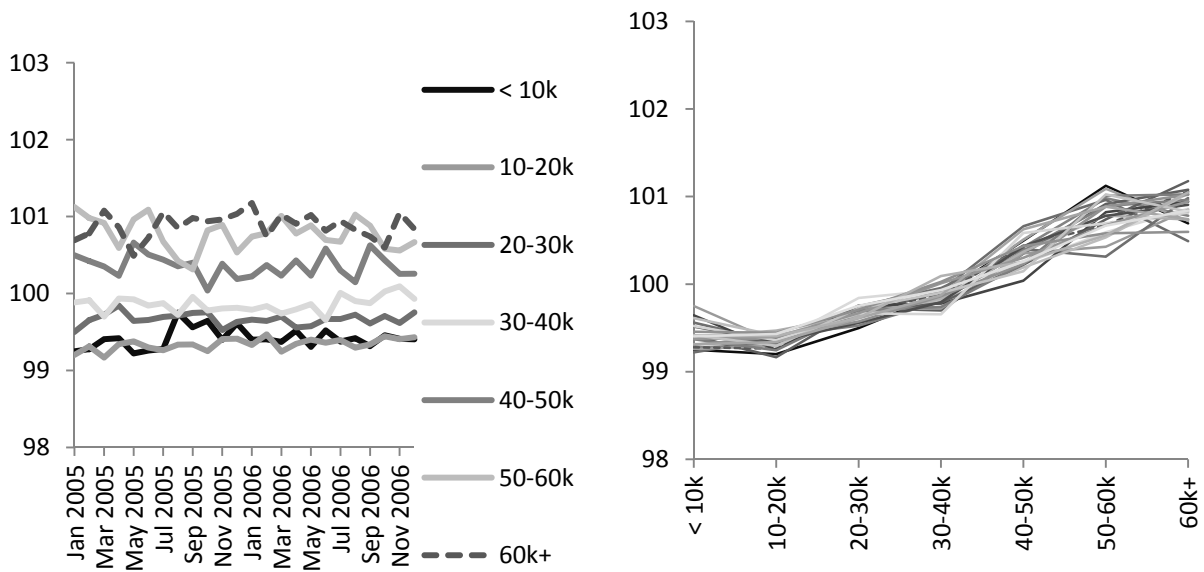 103
102
101
100
99
98
Jan 2005
Mar 2005
May 2005
Jul 2005
Sep 2005
Nov 2005
Jan 2006
Mar 2006
May 2006
Jul 2006
Sep 2006
Nov 2006
< 10k
10-20k
20-30k
30-40k
40-50k
50-60k
60k+
103
102
101
100
99
98
< 10k
10-20k
20-30k
30-40k
40-50k
50-60k
60k+